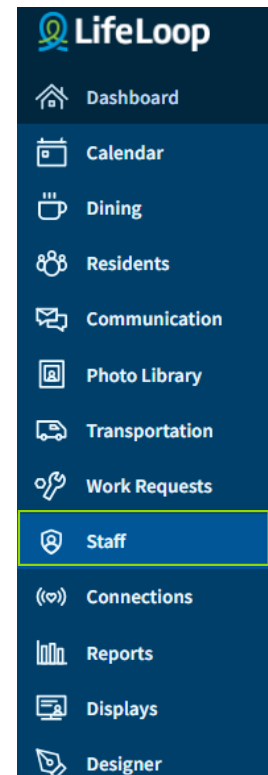 LifeLoop
Dashboard
Calendar
Dining
Residents
Communication
Photo Library
Transportation
Work Requests
Staff
Connections
Reports
Displays
Designer